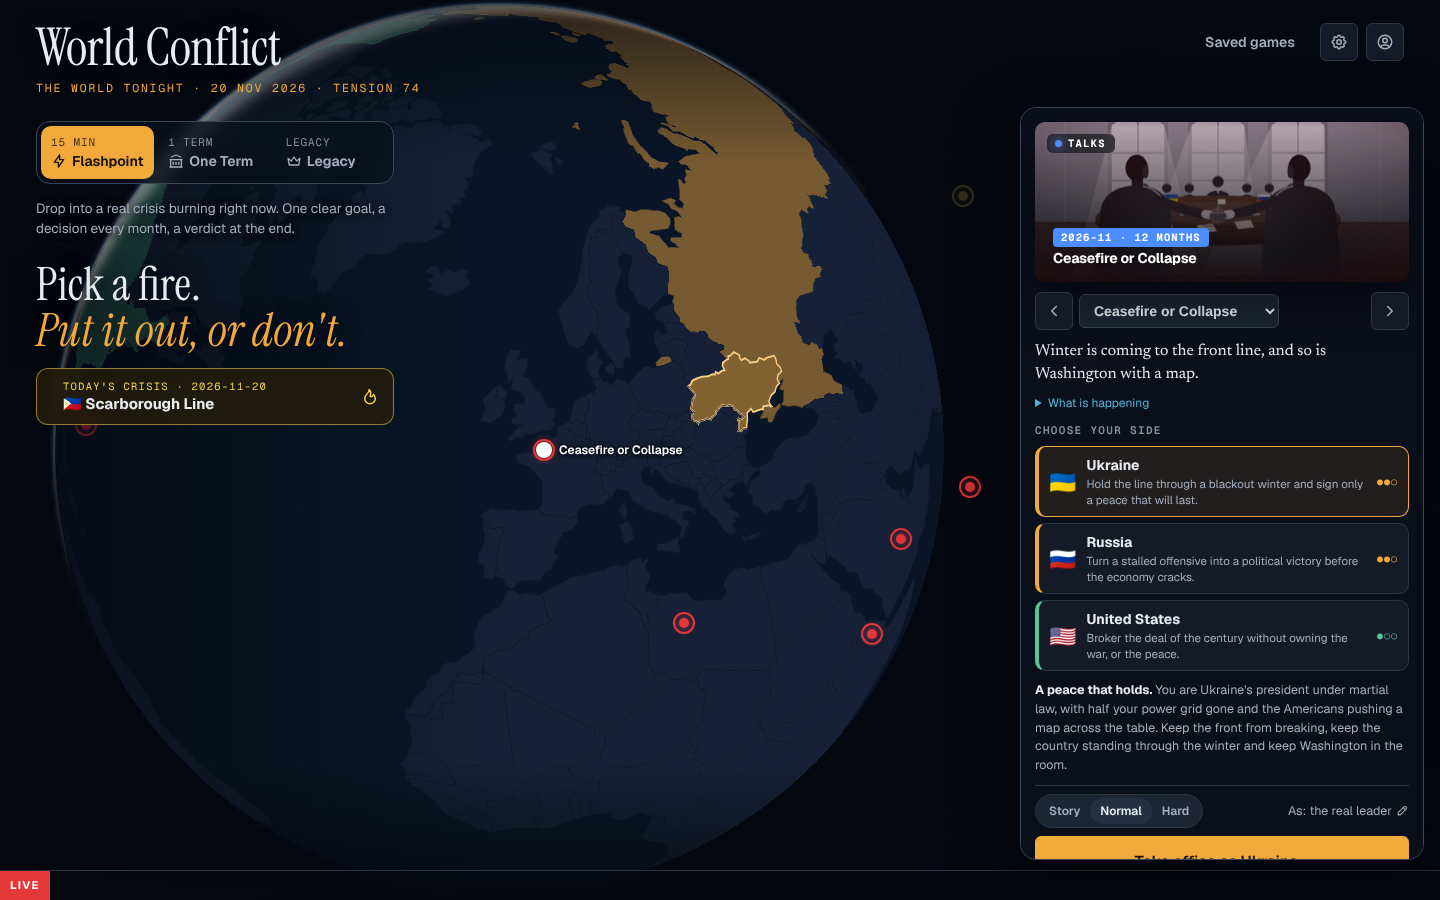 World Conflict
THE WORLD TONIGHT · 20 NOV 2026 · TENSION 74
Saved games
15 MIN
Flashpoint
1 TERM
One Term
LEGACY
Legacy
Drop into a real crisis burning right now. One clear goal, a
decision every month, a verdict at the end.
Pick a fire.
Put it out, or don't.
TODAY'S CRISIS · 2026-11-20
Scarborough Line
Ceasefire or Collapse
TALKS
2026-11 · 12 MONTHS
Ceasefire or Collapse
Ceasefire or Collapse
Winter is coming to the front line, and so is
Washington with a map.
What is happening
CHOOSE YOUR SIDE
Ukraine
Hold the line through a blackout winter and sign only
a peace that will last.
Russia
Turn a stalled offensive into a political victory before
the economy cracks.
United States
Broker the deal of the century without owning the
war, or the peace.
A peace that holds. You are Ukraine's president under martial
law, with half your power grid gone and the Americans pushing a
map across the table. Keep the front from breaking, keep the
country standing through the winter and keep Washington in the
room.
Story
Normal
Hard
As: the real leader
Take office as Ukraine
LIVE